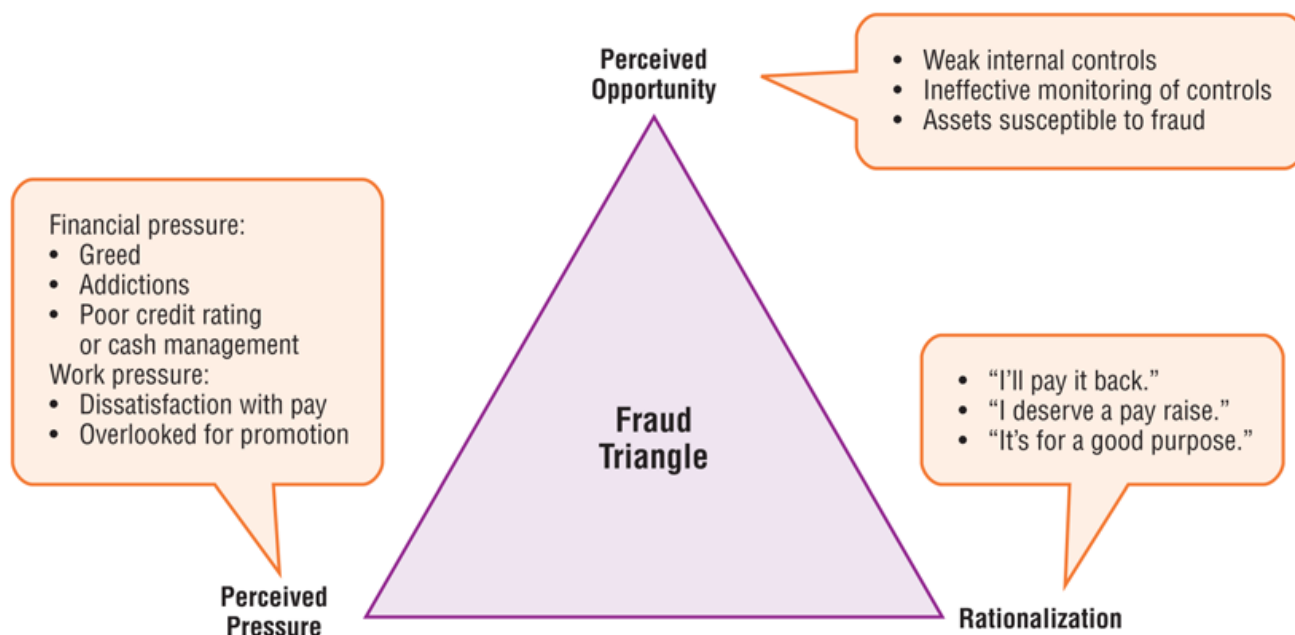 Perceived
Opportunity
• Weak internal controls
• Ineffective monitoring of controls
• Assets susceptible to fraud
Financial pressure:
• Greed
• Addictions
• Poor credit rating
or cash management
Work pressure:
• Dissatisfaction with pay
• Overlooked for promotion
Fraud
Triangle
• “I’ll pay it back.”
• “I deserve a pay raise.”
• “It’s for a good purpose.”
Perceived
Pressure
Rationalization